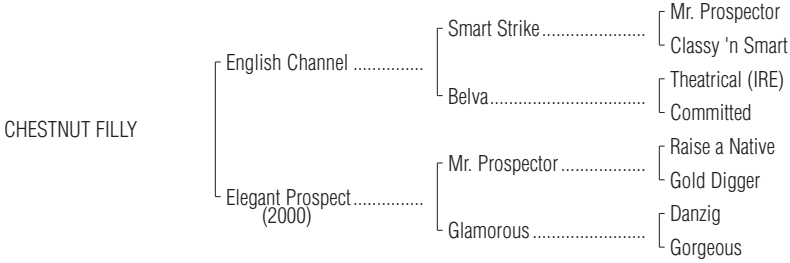 Mr. Prospector
Smart Strike......................
Classy 'n Smart
English Channel ...............
Theatrical (IRE)
Belva.................................
Committed
CHESTNUT FILLY
Raise a Native
Mr. Prospector..................
Gold Digger
Elegant Prospect...............
(2000)
Danzig
Glamorous ........................
Gorgeous